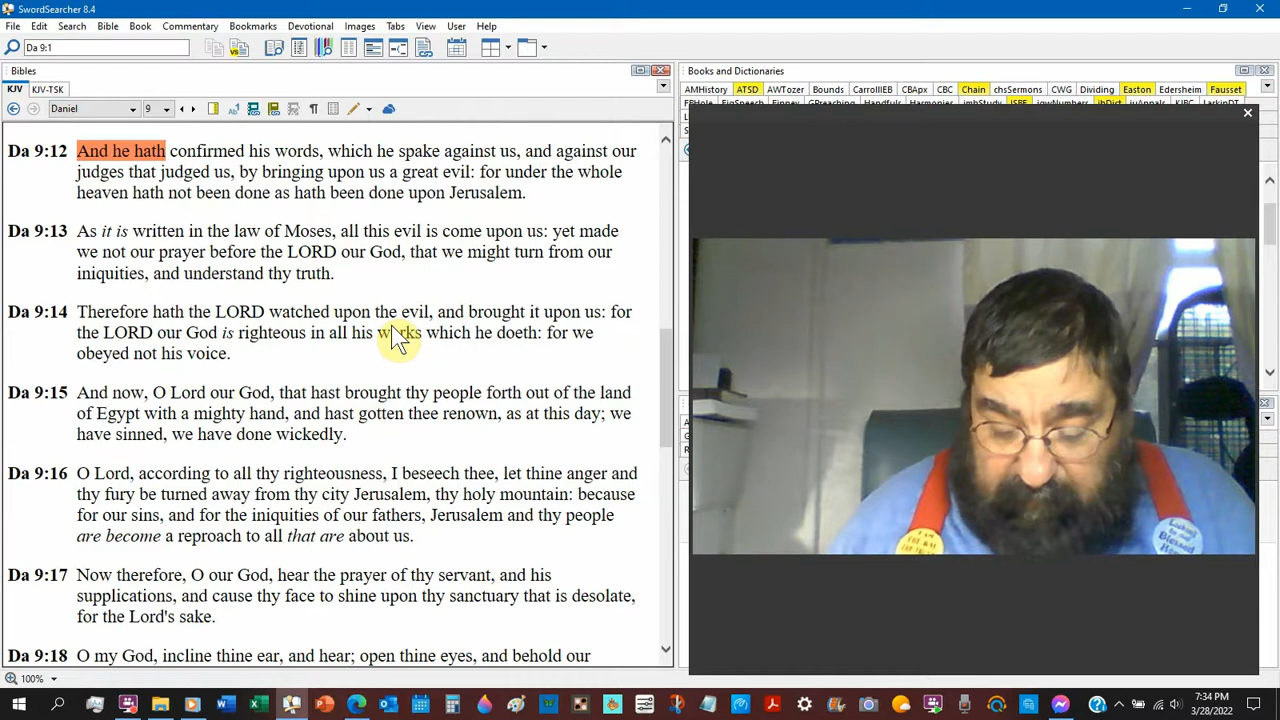 SwordSearcher 8.4
File Edit Search Bible Book Commentary Bookmarks Devotional Images Tabs View User Help
Da 9:1
Bibles
KJV KJV-TSK
Daniel 9
Da 9:12 And he hath confirmed his words, which he spake against us, and against our
judges that judged us, by bringing upon us a great evil: for under the whole
heaven hath not been done as hath been done upon Jerusalem.
Da 9:13 As it is written in the law of Moses, all this evil is come upon us: yet made
we not our prayer before the LORD our God, that we might turn from our
iniquities, and understand thy truth.
Da 9:14 Therefore hath the LORD watched upon the evil, and brought it upon us: for
the LORD our God is righteous in all his works which he doeth: for we
obeyed not his voice.
Da 9:15 And now, O Lord our God, that hast brought thy people forth out of the land
of Egypt with a mighty hand, and hast gotten thee renown, as at this day; we
have sinned, we have done wickedly.
Da 9:16 O Lord, according to all thy righteousness, I beseech thee, let thine anger and
thy fury be turned away from thy city Jerusalem, thy holy mountain: because
for our sins, and for the iniquities of our fathers, Jerusalem and thy people
are become a reproach to all that are about us.
Da 9:17 Now therefore, O our God, hear the prayer of thy servant, and his
supplications, and cause thy face to shine upon thy sanctuary that is desolate,
for the Lord's sake.
Da 9:18 O my God, incline thine ear, and hear; open thine eyes, and behold our
100%
Books and Dictionaries
AMHistory ATSD AWTozer Bounds CarrollEB CBApx CBC Chain chsSermons CWG Dividing Easton Edersheim Fausset
Blessed
7:34 PM
3/28/2022